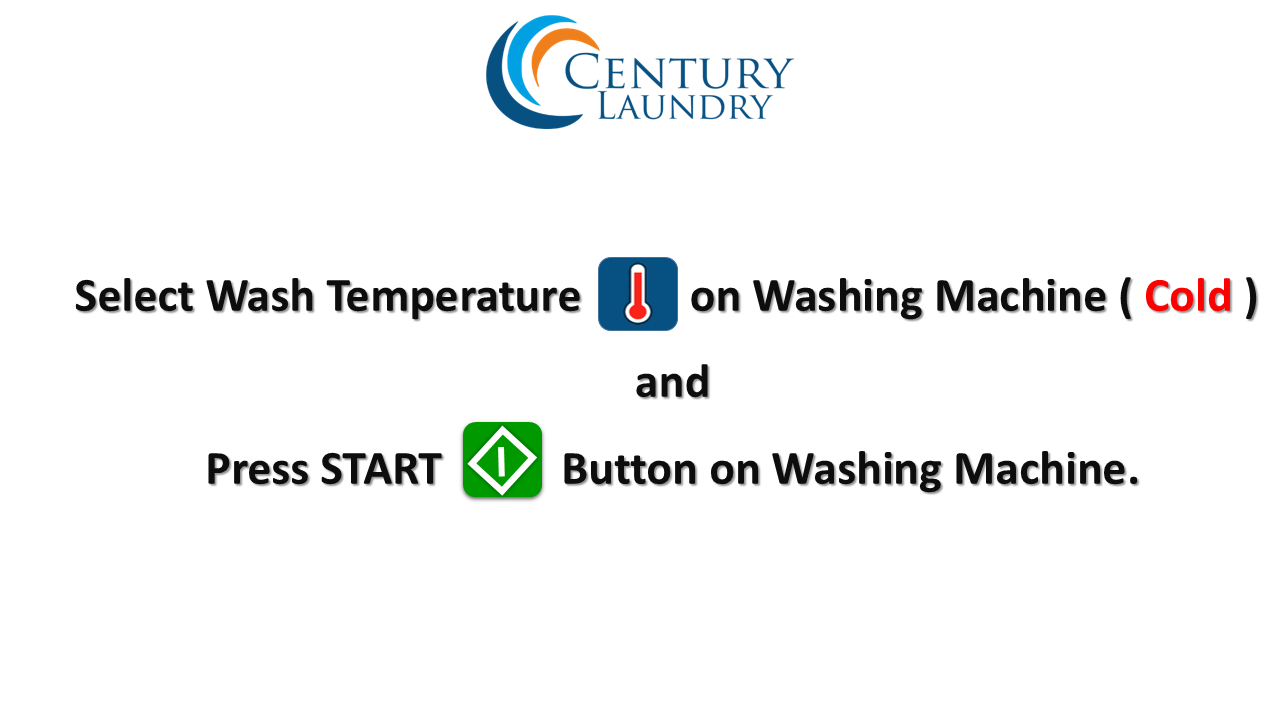 CENTURY
LAUNDRY
Select Wash Temperature on Washing Machine ( Cold )
and
Press START Button on Washing Machine.